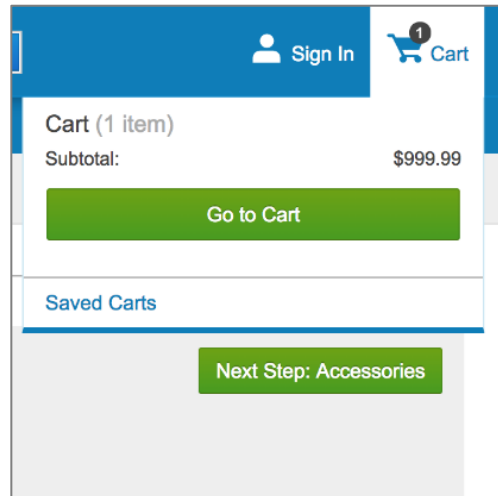 Sign In
1
Cart
Cart (1 item)
Subtotal: $999.99
Go to Cart
Saved Carts
Next Step: Accessories